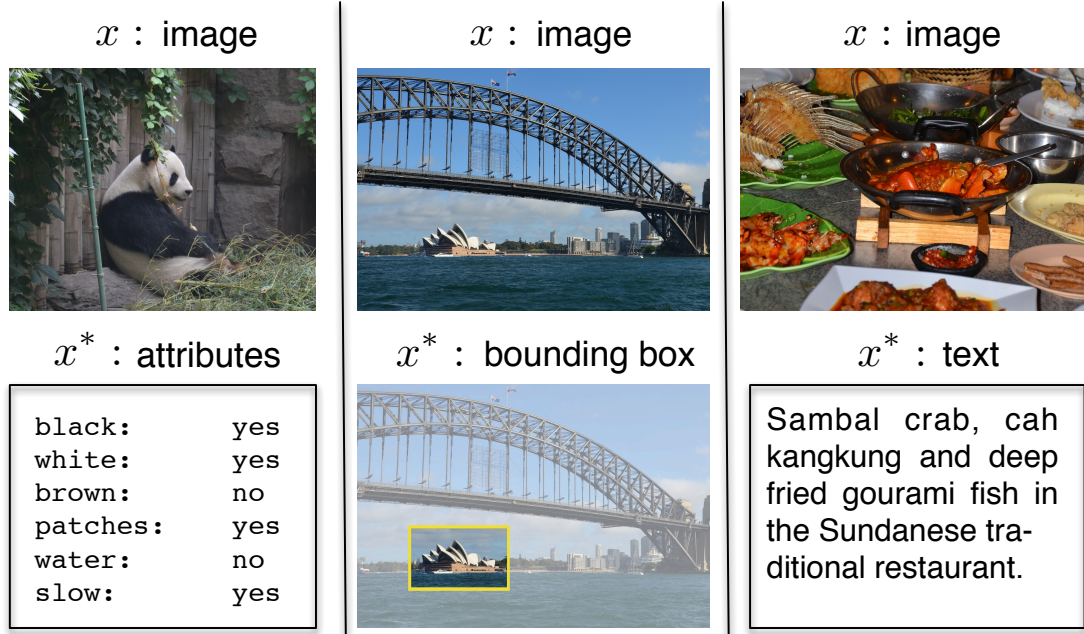 x : image
x* : attributes
black: yes
white: yes
brown: no
patches: yes
water: no
slow: yes
x : image
x* : bounding box
x : image
x* : text
Sambal crab, cah
kangkung and deep
fried gourami fish in
the Sundanese tra-
ditional restaurant.